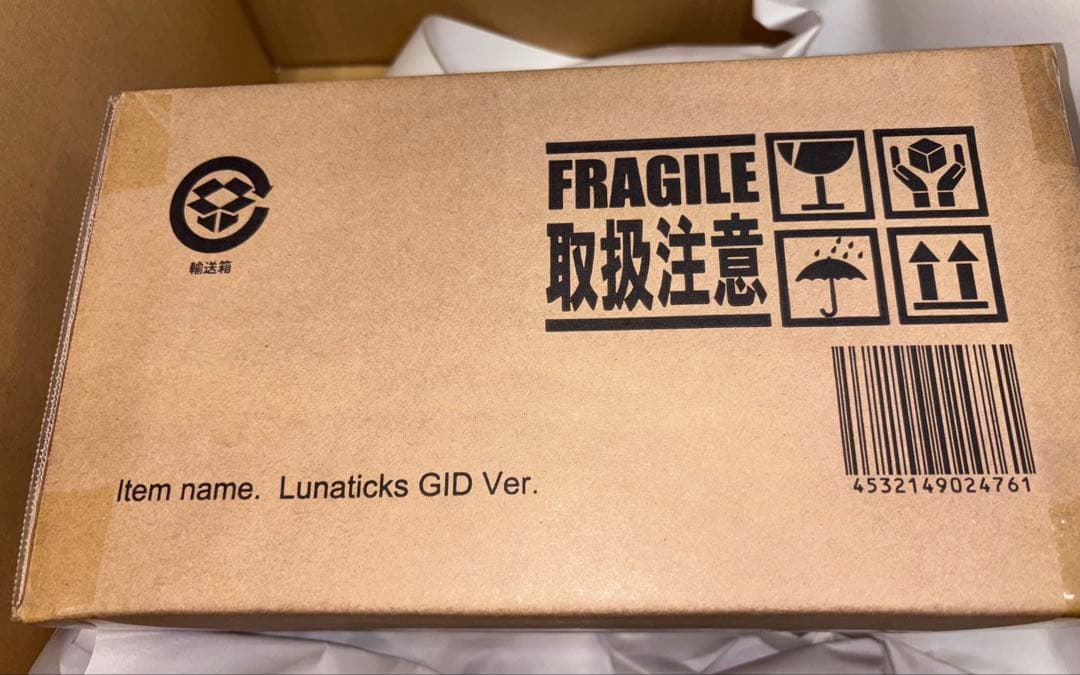 輸送箱
FRAGILE
取扱注意
4532149024761
Item name. Lunaticks GID Ver.